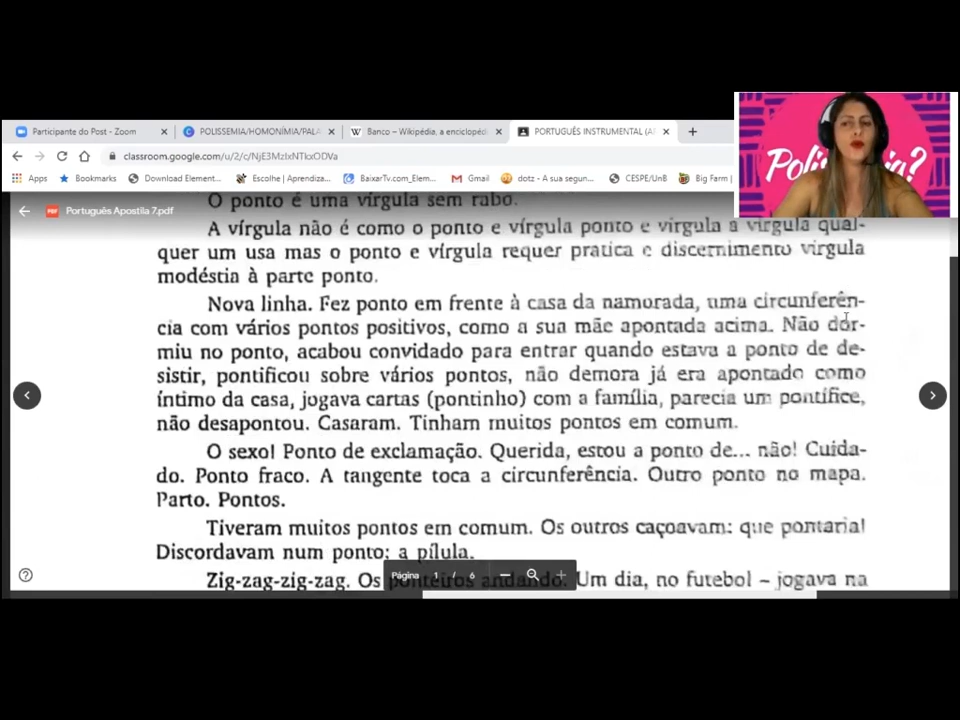 Participante do Post - Zoom
POLISSEMIA/HOMONÍMIA/PALA
Banco – Wikipédia, a enciclopéd
PORTUGUÊS INSTRUMENTAL (A
classroom.google.com/u/2/c/
Apps
Bookmarks
Download Element...
Escolhe | Aprendiza...
BaixarTv.com_Elem...
Gmail
dotz - A sua segun...
CESPE/UnB
Big Farm
Português Apostila 7.pdf
O ponto é uma vírgula sem rabo.
A vírgula não é como o ponto e vírgula ponto e vírgula a vírgula qual-
quer um usa mas o ponto e vírgula requer pratica e discernimento vírgula
modéstia à parte ponto.
Nova linha. Fez ponto em frente à casa da namorada, uma circunferên-
cia com vários pontos positivos, como a sua mãe apontada acima. Não dor-
miu no ponto, acabou convidado para entrar quando estava a ponto de de-
sistir, pontificou sobre vários pontos, não demora já era apontado como
íntimo da casa, jogava cartas (pontinho) com a família, parecia um pontífice,
não desapontou. Casaram. Tinham muitos pontos em comum.
O sexo! Ponto de exclamação. Querida, estou a ponto de... não! Cuida-
do. Ponto fraco. A tangente toca a circunferência. Outro ponto no mapa.
Parto. Pontos.
Tiveram muitos pontos em comum. Os outros caçoavam: que pontaria!
Discordavam num ponto: a pílula.
Zig-zag-zig-zag. Os ponteiros andando. Um dia, no futebol – jogava na
Página 1 / 6